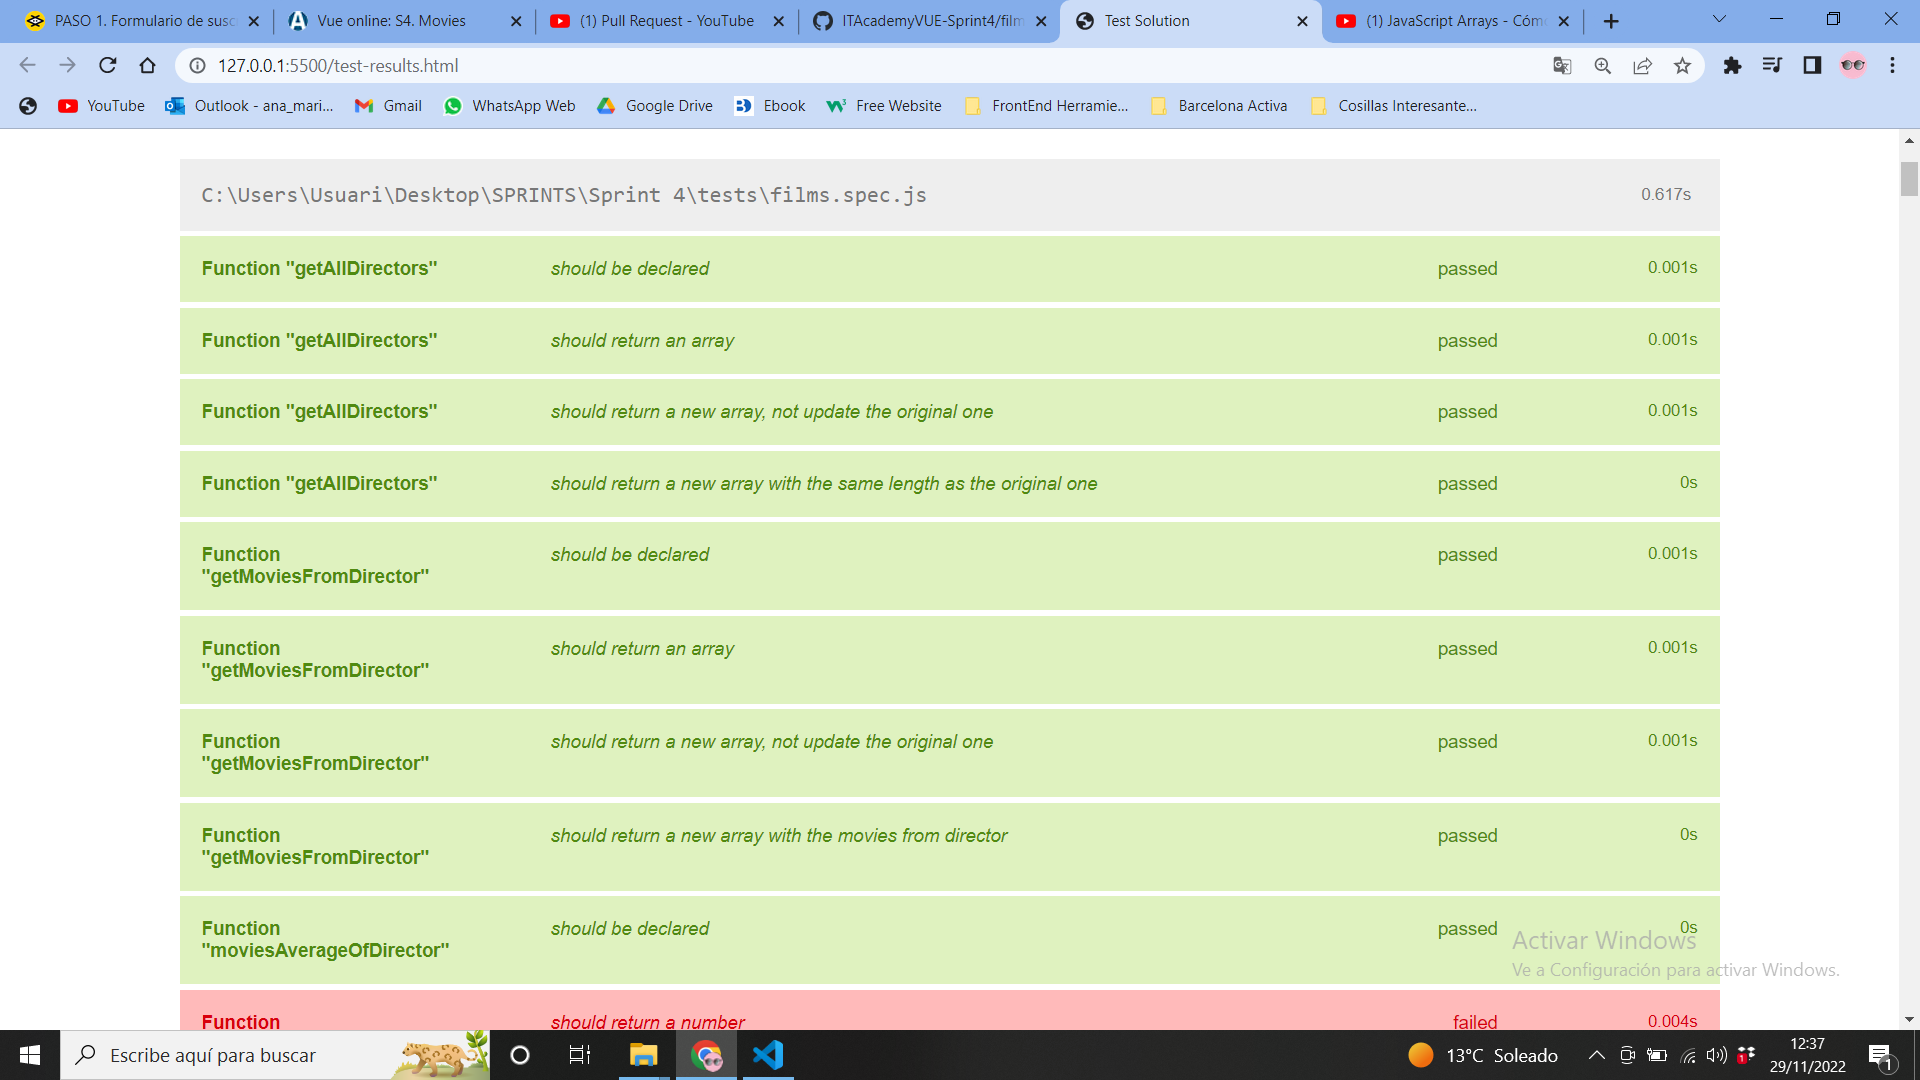 PASO 1. Formulario de susc
Vue online: S4. Movies
(1) Pull Request - YouTube
ITAcademyVUE-Sprint4/film
Test Solution
(1) JavaScript Arrays - Cóm
127.0.0.1:5500/test-results.html
YouTube
Outlook - ana_mari...
Gmail
WhatsApp Web
Google Drive
Ebook
Free Website
FrontEnd Herramie...
Barcelona Activa
Cosillas Interesante...
C:\Users\Usuari\Desktop\SPRINTS\Sprint 4\tests\films.spec.js 0.617s
Function "getAllDirectors" should be declared passed 0.001s
Function "getAllDirectors" should return an array passed 0.001s
Function "getAllDirectors" should return a new array, not update the original one passed 0.001s
Function "getAllDirectors" should return a new array with the same length as the original one passed 0s
Function should be declared passed 0.001s
"getMoviesFromDirector"
Function should return an array passed 0.001s
"getMoviesFromDirector"
Function should return a new array, not update the original one passed 0.001s
"getMoviesFromDirector"
Function should return a new array with the movies from director passed 0s
"getMoviesFromDirector"
Function should be declared passed 0s
"moviesAverageOfDirector"
Activar Windows
Ve a Configuración para activar Windows.
Function should return a number failed 0.004s
Escribe aquí para buscar
13°C Soleado
12:37
29/11/2022
1
1